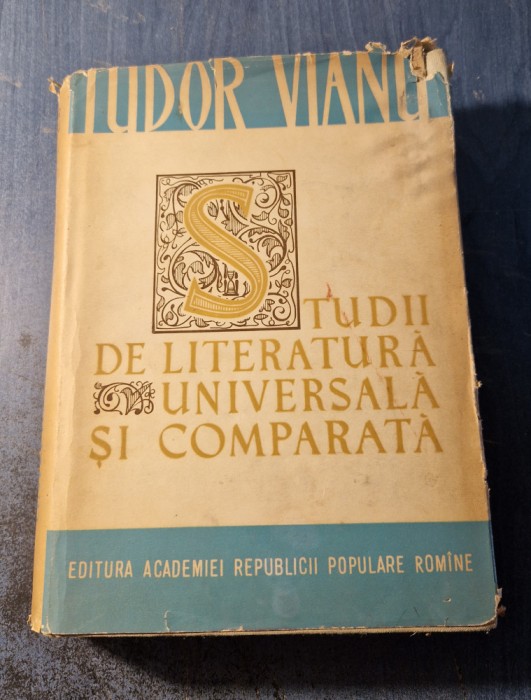 TUDOR VIANU
STUDII
DE LITERATURĂ
UNIVERSALĂ
ȘI COMPARATĂ
EDITURA ACADEMIEI REPUBLICII POPULARE ROMÎNE